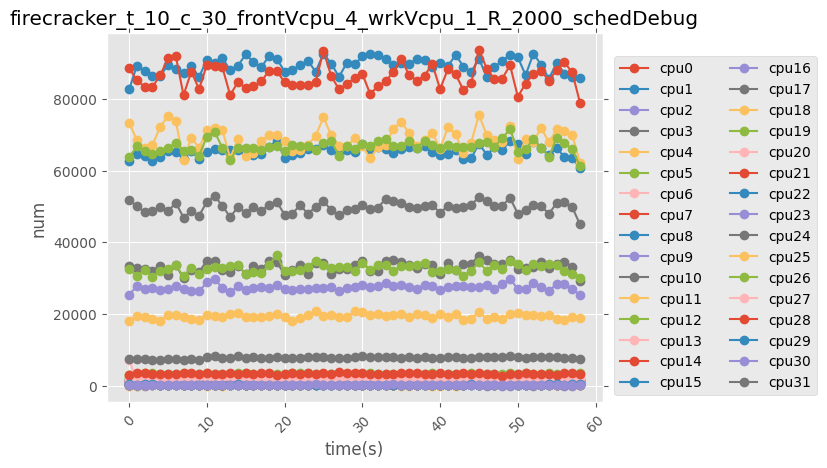 firecracker_t_10_c_30_frontVcpu_4_wrkVcpu_1_R_2000_schedDebug
num
80000
60000
40000
20000
0
0
10
20
30
40
50
60
time(s)
cpu0
cpu1
cpu2
cpu3
cpu4
cpu5
cpu6
cpu7
cpu8
cpu9
cpu10
cpu11
cpu12
cpu13
cpu14
cpu15
cpu16
cpu17
cpu18
cpu19
cpu20
cpu21
cpu22
cpu23
cpu24
cpu25
cpu26
cpu27
cpu28
cpu29
cpu30
cpu31